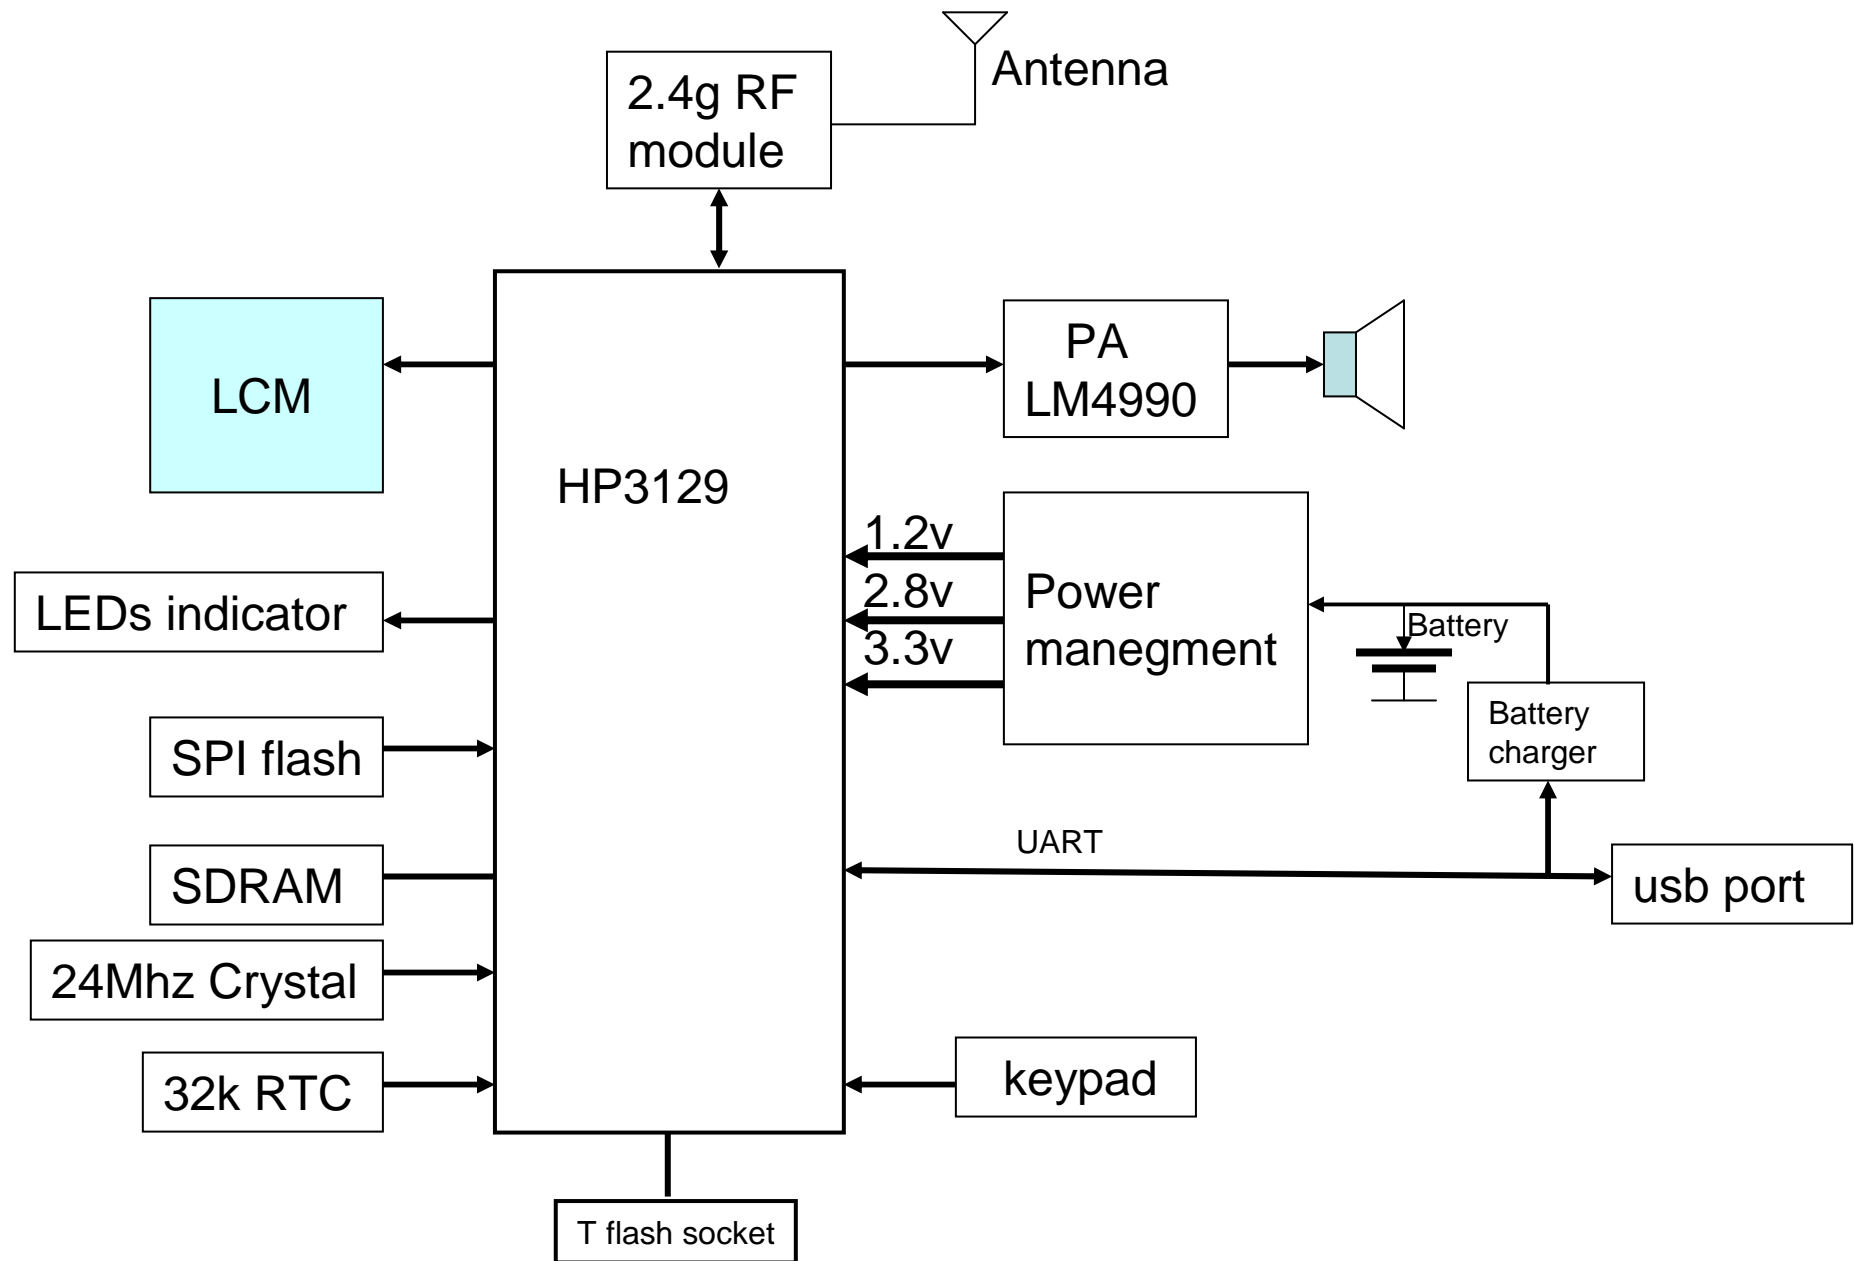 Antenna
2.4g RF
module
LCM
PA
LM4990
HP3129
1.2v
2.8v
3.3v
Power
manegment
Battery
LEDs indicator
Battery
charger
SPI flash
UART
SDRAM
usb port
24Mhz Crystal
32k RTC
keypad
T flash socket